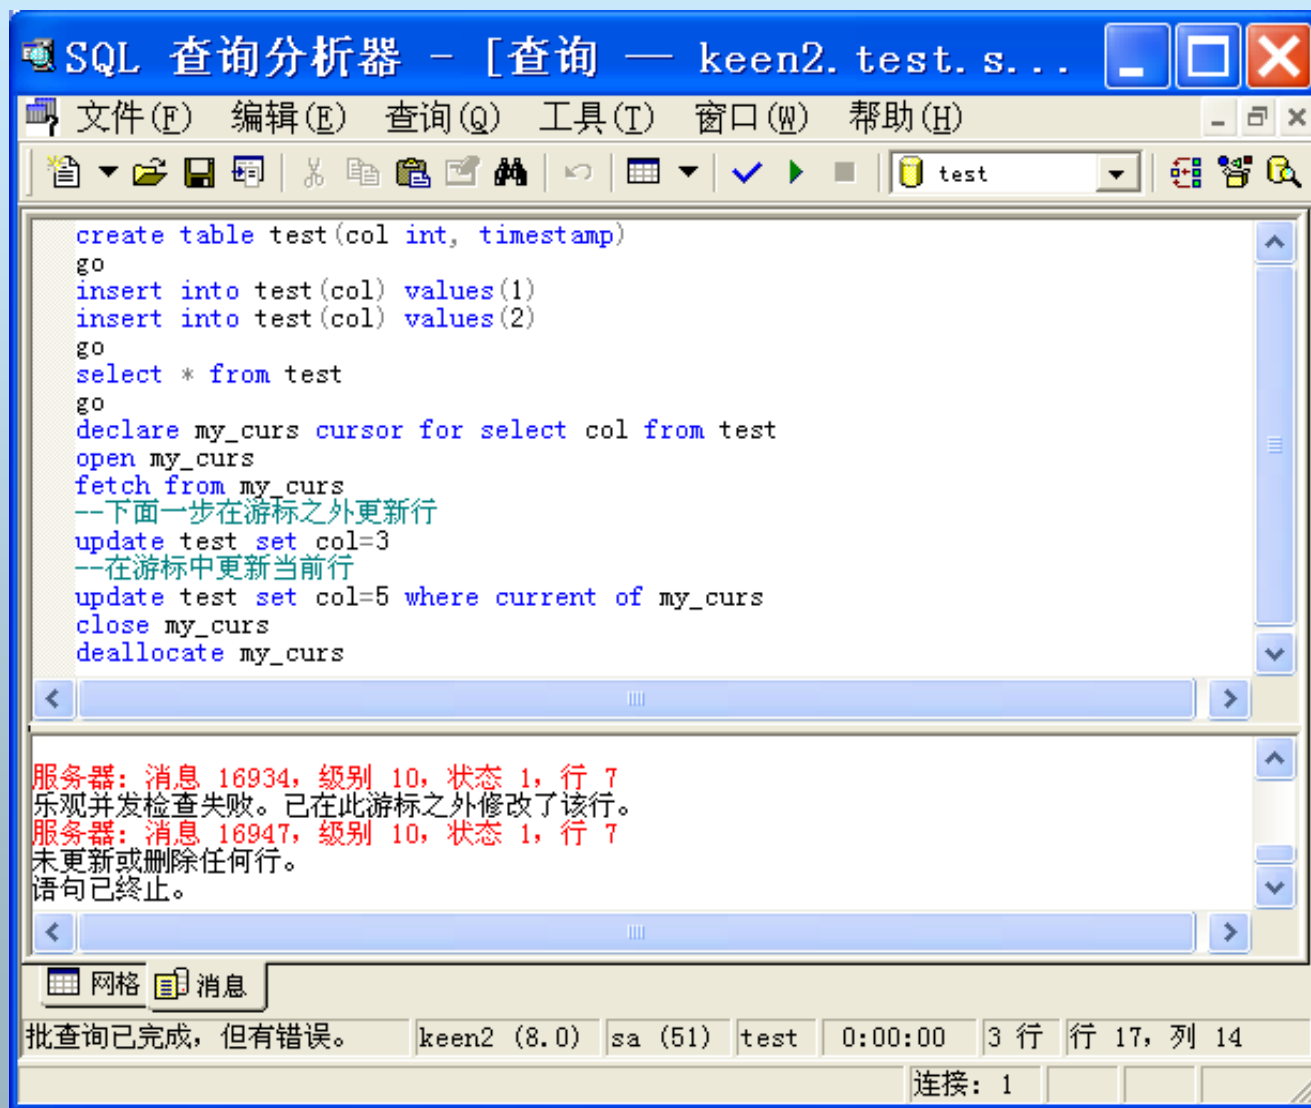 SQL 查询分析器 - [查询 — keen2.test.s...
文件(F) 编辑(E) 查询(Q) 工具(T) 窗口(W) 帮助(H)
test
create table test(col int, timestamp)
go
insert into test(col) values(1)
insert into test(col) values(2)
go
select * from test
go
declare my_curs cursor for select col from test
open my_curs
fetch from my_curs
--下面一步在游标之外更新行
update test set col=3
--在游标中更新当前行
update test set col=5 where current of my_curs
close my_curs
deallocate my_curs
服务器: 消息 16934，级别 10，状态 1，行 7
乐观并发检查失败。已在此游标之外修改了该行。
服务器: 消息 16947，级别 10，状态 1，行 7
未更新或删除任何行。
语句已终止。
网格 消息
批查询已完成，但有错误。 keen2 (8.0) sa (51) test 0:00:00 3 行 行 17，列 14
连接: 1